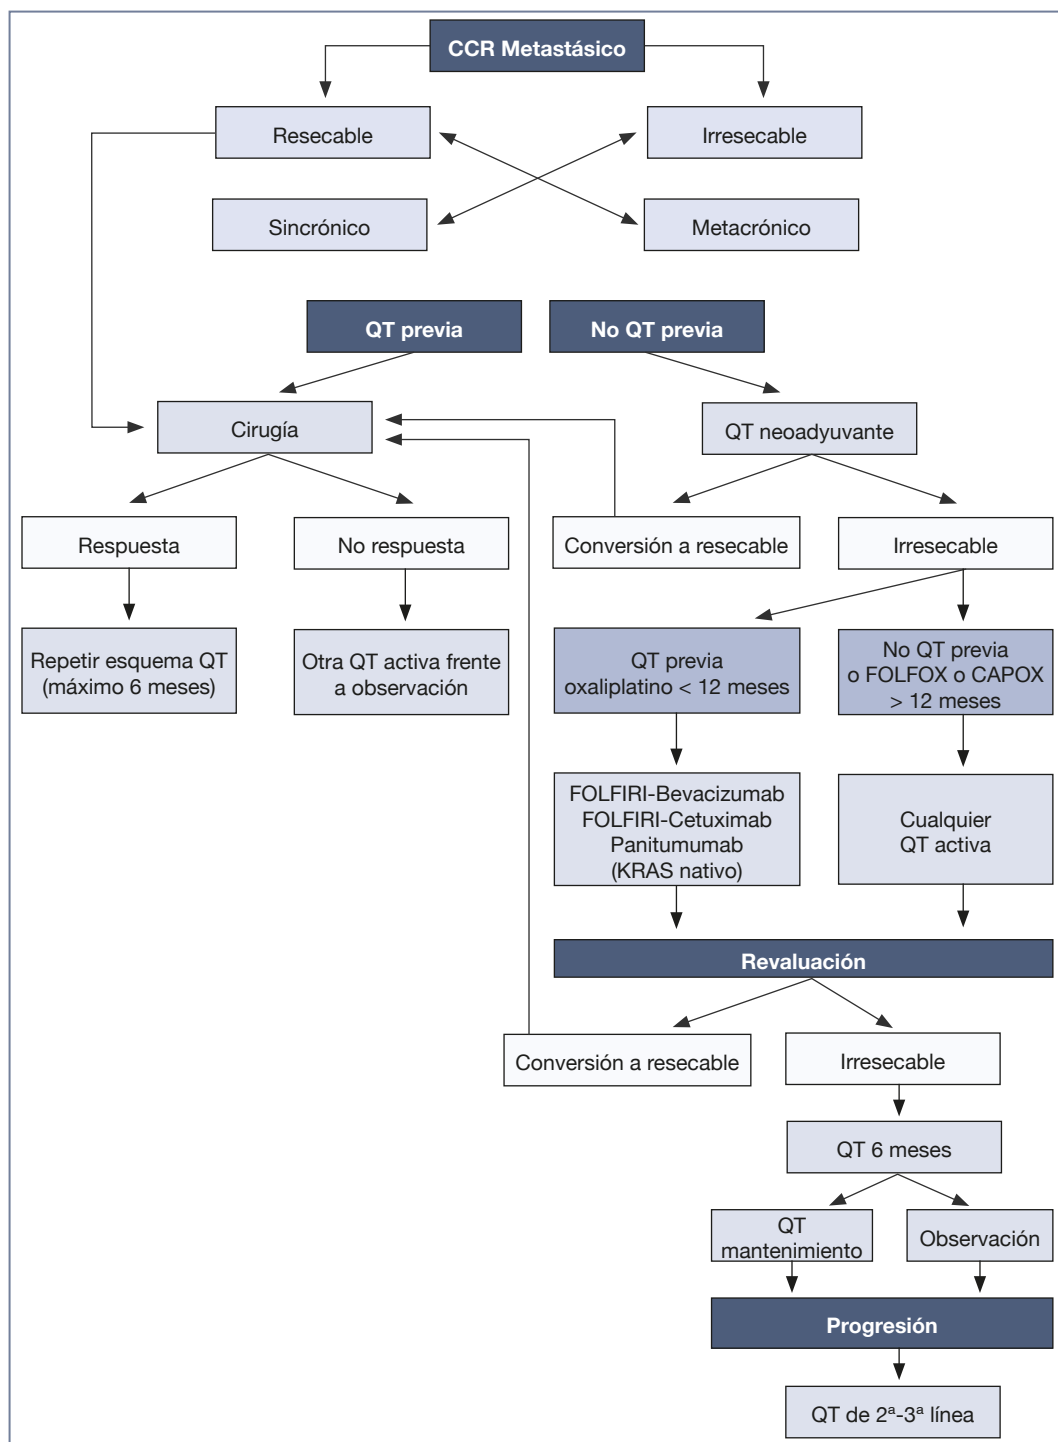 CCR Metastásico
Resecable
Irresecable
Sincrónico
Metacrónico
QT previa
No QT previa
Cirugía
QT neoadyuvante
Respuesta
No respuesta
Conversión a resecable
Irresecable
Repetir esquema QT
(máximo 6 meses)
Otra QT activa frente
a observación
QT previa
oxaliplatino < 12 meses
No QT previa
o FOLFOX o CAPOX
> 12 meses
FOLFIRI-Bevacizumab
FOLFIRI-Cetuximab
Panitumumab
(KRAS nativo)
Cualquier
QT activa
Revaluación
Conversión a resecable
Irresecable
QT 6 meses
QT
mantenimiento
Observación
Progresión
QT de 2ª-3ª línea